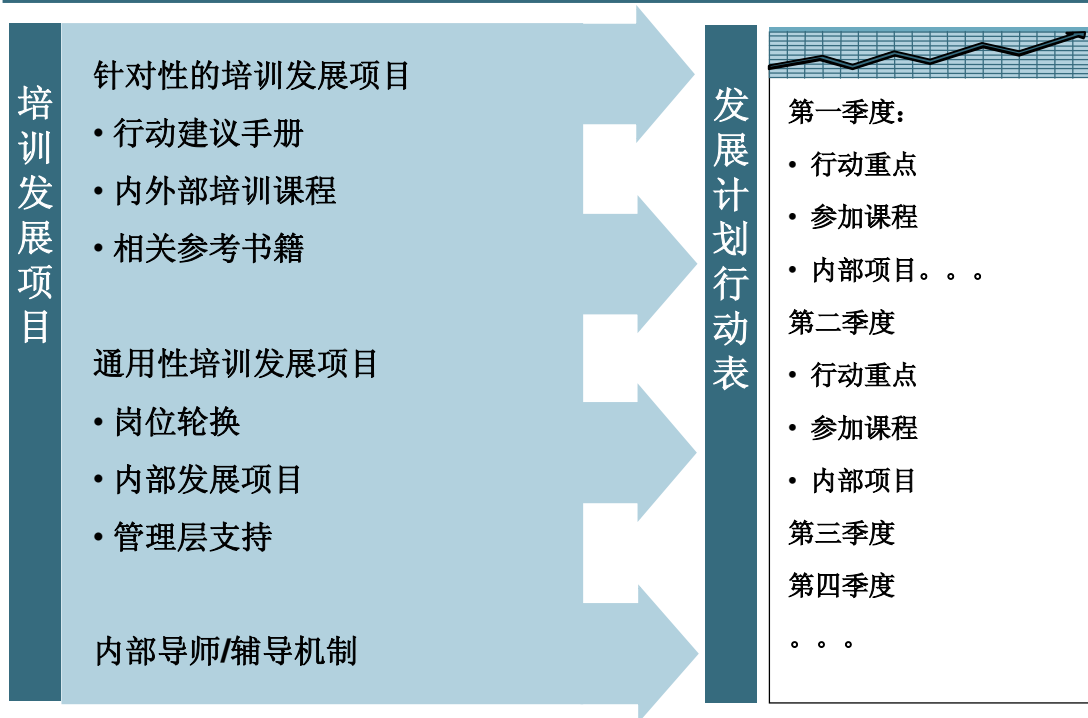 培训发展项目
针对性的培训发展项目
• 行动建议手册
• 内外部培训课程
• 相关参考书籍
通用性培训发展项目
• 岗位轮换
• 内部发展项目
• 管理层支持
内部导师/辅导机制
发展计划行动表
第一季度：
• 行动重点
• 参加课程
• 内部项目。。。
第二季度
• 行动重点
• 参加课程
• 内部项目
第三季度
第四季度
。。。